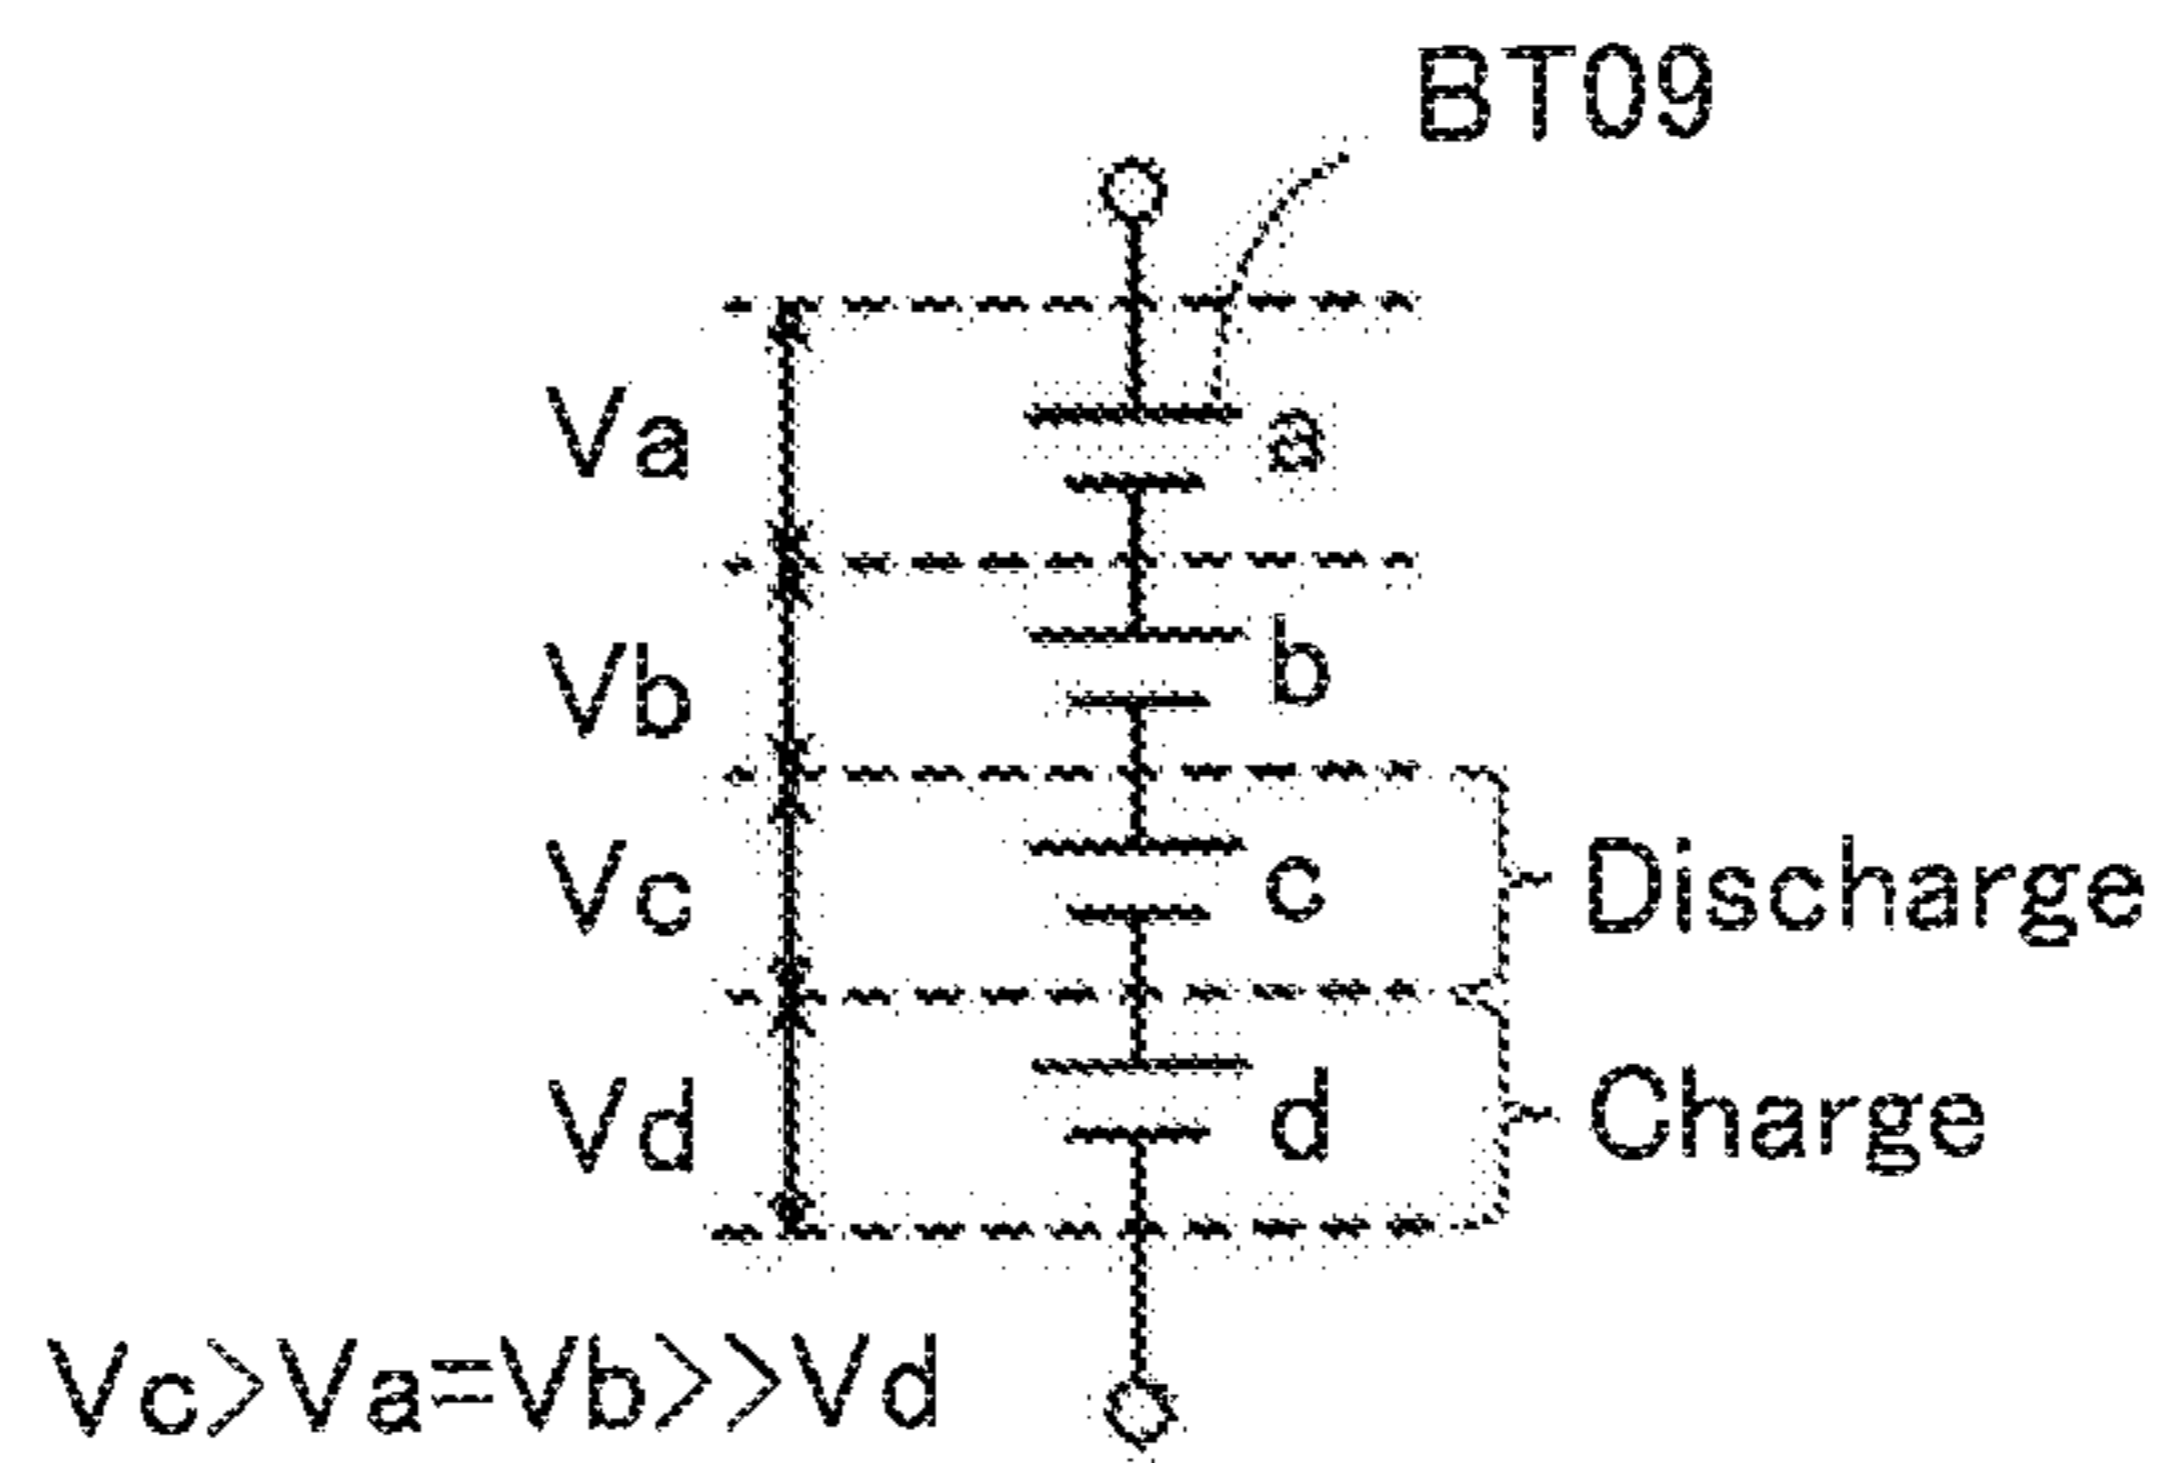 BT09
Va
a
Vb
b
Vc
c
Discharge
Vd
d
Charge
Vc>Va=Vb>>Vd